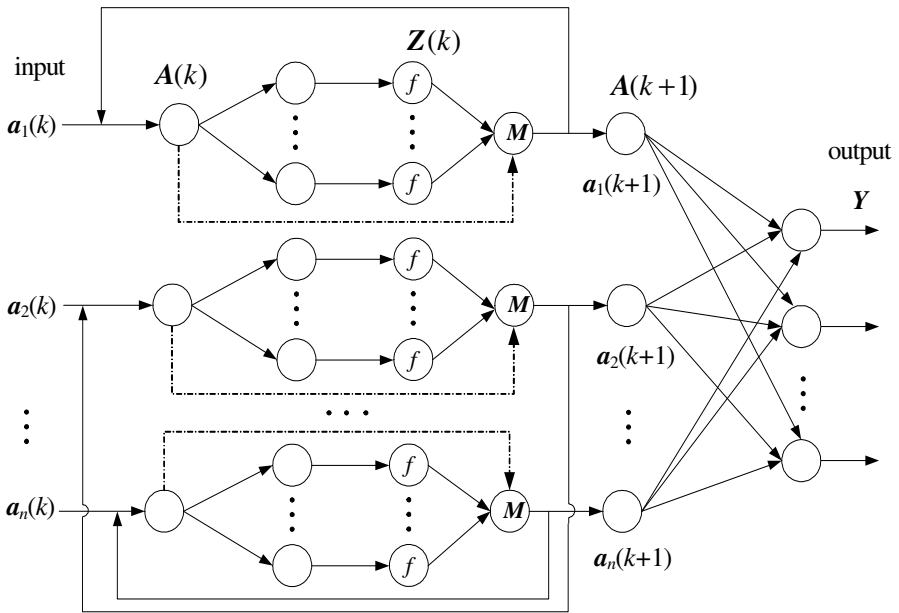 input
A(k)
Z(k)
A(k+1)
f
a₁(k)
M
output
a₁(k+1)
f
Y
f
a₂(k)
M
a₂(k+1)
f
f
aₙ(k)
M
aₙ(k+1)
f